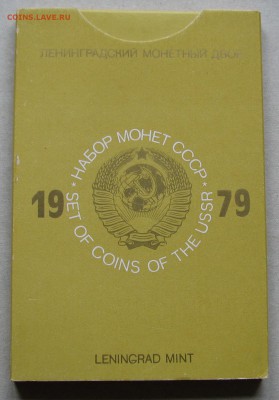 COINS.LAVE.RU
ЛЕНИНГРАДСКИЙ МОНЕТНЫЙ ДВОР
• НАБОР МОНЕТ СССР •
19 79
SET OF COINS OF THE USSR
LENINGRAD MINT